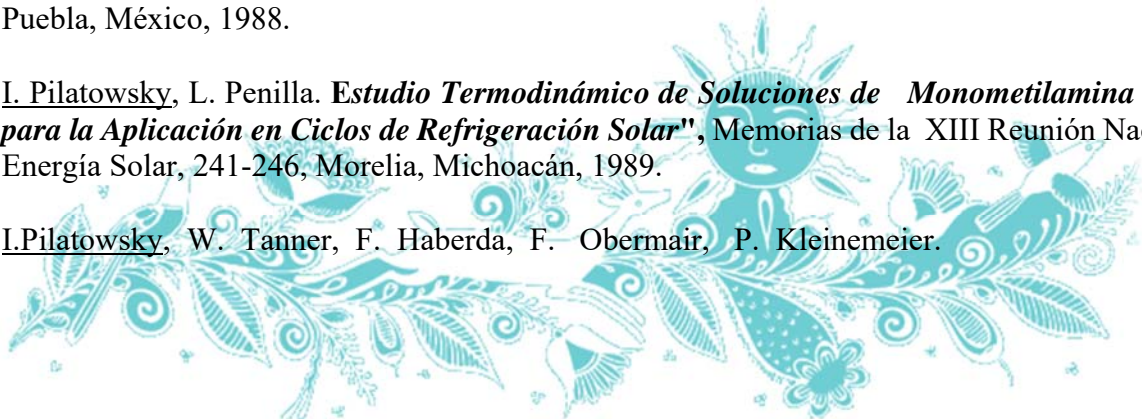 Puebla, México, 1988.
I. Pilatowsky, L. Penilla. Estudio Termodinámico de Soluciones de Monometilamina
para la Aplicación en Ciclos de Refrigeración Solar", Memorias de la XIII Reunión
Energía Solar, 241-246, Morelia, Michoacán, 1989.
I.Pilatowsky, W. Tanner, F. Haberda, F. Obermair, P. Kleinemeier.